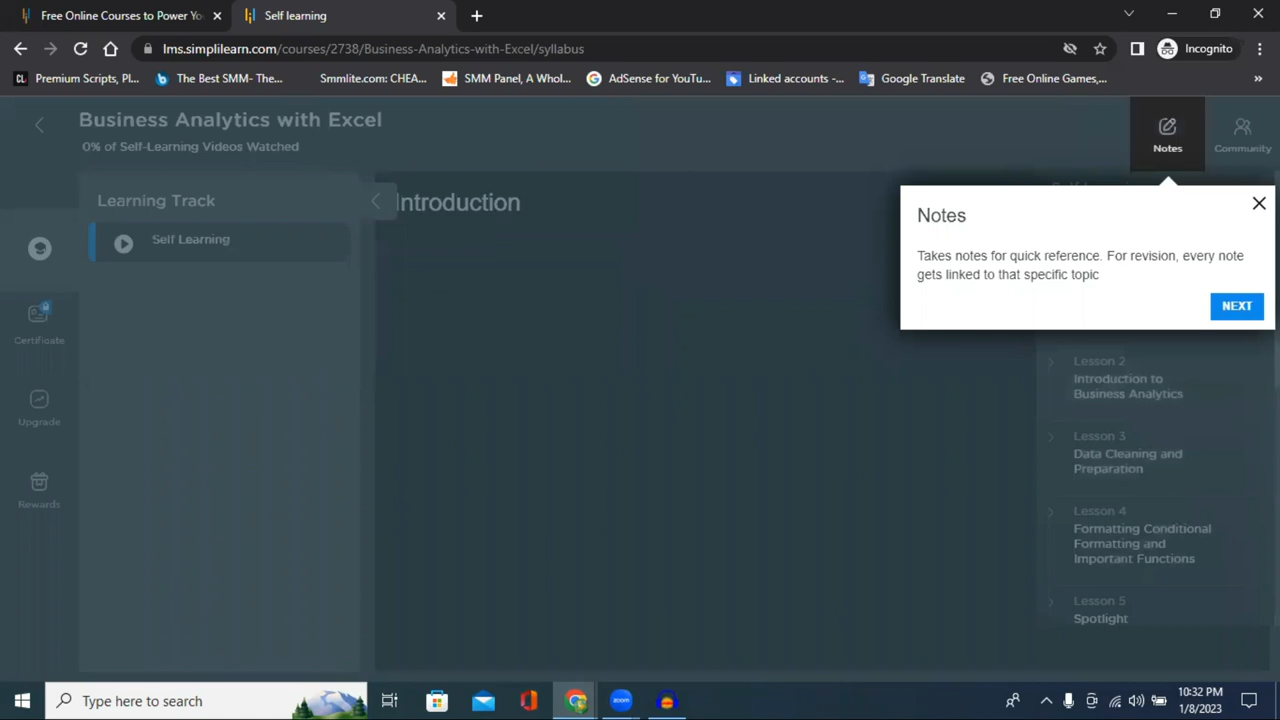 Free Online Courses to Power Yo
Self learning
lms.simplilearn.com/courses/2738/Business-Analytics-with-Excel/syllabus
Incognito
CL
Premium Scripts, Pl...
The Best SMM- The...
Smmlite.com: CHEA...
SMM Panel, A Whol...
AdSense for YouTu...
Linked accounts -...
Google Translate
Free Online Games,...
Business Analytics with Excel
0% of Self-Learning Videos Watched
Notes
Community
Learning Track
Self Learning
Introduction
Notes
Takes notes for quick reference. For revision, every note
gets linked to that specific topic
NEXT
Certificate
Upgrade
Rewards
Lesson 2
Introduction to
Business Analytics
Lesson 3
Data Cleaning and
Preparation
Lesson 4
Formatting Conditional
Formatting and
Important Functions
Lesson 5
Spotlight
Type here to search
zoom
10:32 PM
1/8/2023